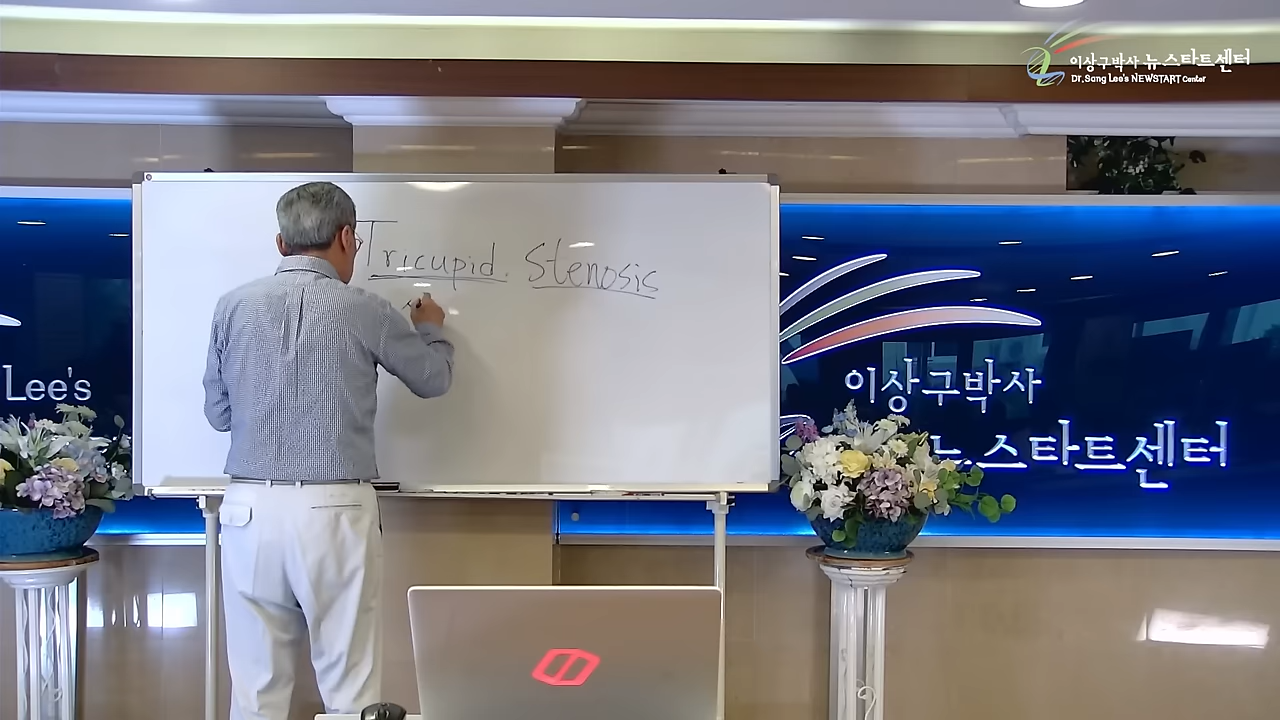 이상구박사 뉴스타트센터
Dr. Sang Lee's NEWSTART Center
Tricupid. Stenosis
Lee's
이상구박사
뉴스타트센터